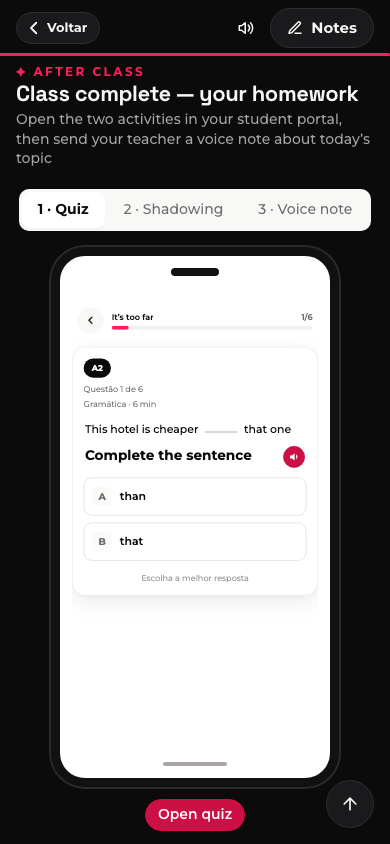 Voltar
Notes
✦ AFTER CLASS
Class complete — your homework
Open the two activities in your student portal,
then send your teacher a voice note about today's
topic
1 · Quiz
2 · Shadowing
3 · Voice note
It's too far
1/6
A2
Questão 1 de 6
Gramática · 6 min
This hotel is cheaper ______ that one
Complete the sentence
A than
B that
Escolha a melhor resposta
Open quiz